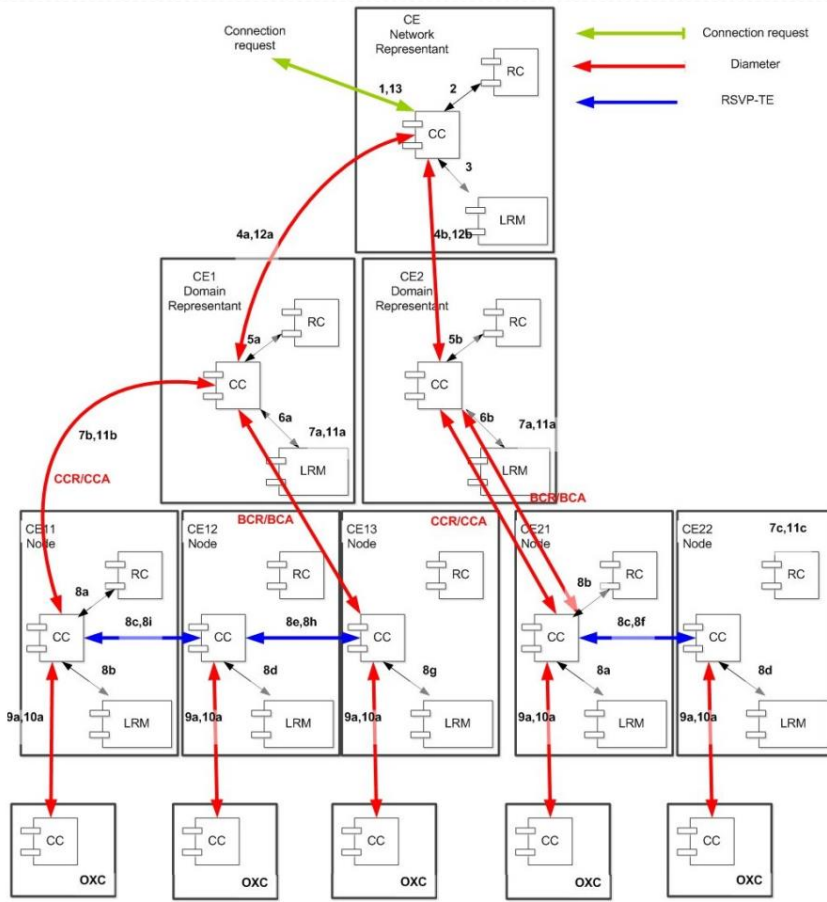 Connection
request
CE
Network
Representant
RC
1,13
2
CC
3
LRM
Connection request
Diameter
RSVP-TE
4a,12a
4b,12b
CE1
Domain
Representant
RC
5a
CC
6a
7a,11a
LRM
CE2
Domain
Representant
RC
5b
CC
6b
7a,11a
LRM
7b,11b
CCR/CCA
BCR/BCA
CCR/CCA
BCR/BCA
CE11
Node
RC
8a
CC
8c,8i
8b
LRM
9a,10a
CE12
Node
RC
CC
8e,8h
8d
LRM
9a,10a
CE13
Node
RC
CC
8g
LRM
9a,10a
CE21
Node
8b
RC
CC
8c,8f
8a
LRM
9a,10a
CE22
Node
7c,11c
RC
CC
8d
LRM
9a,10a
CC
OXC
CC
OXC
CC
OXC
CC
OXC
CC
OXC